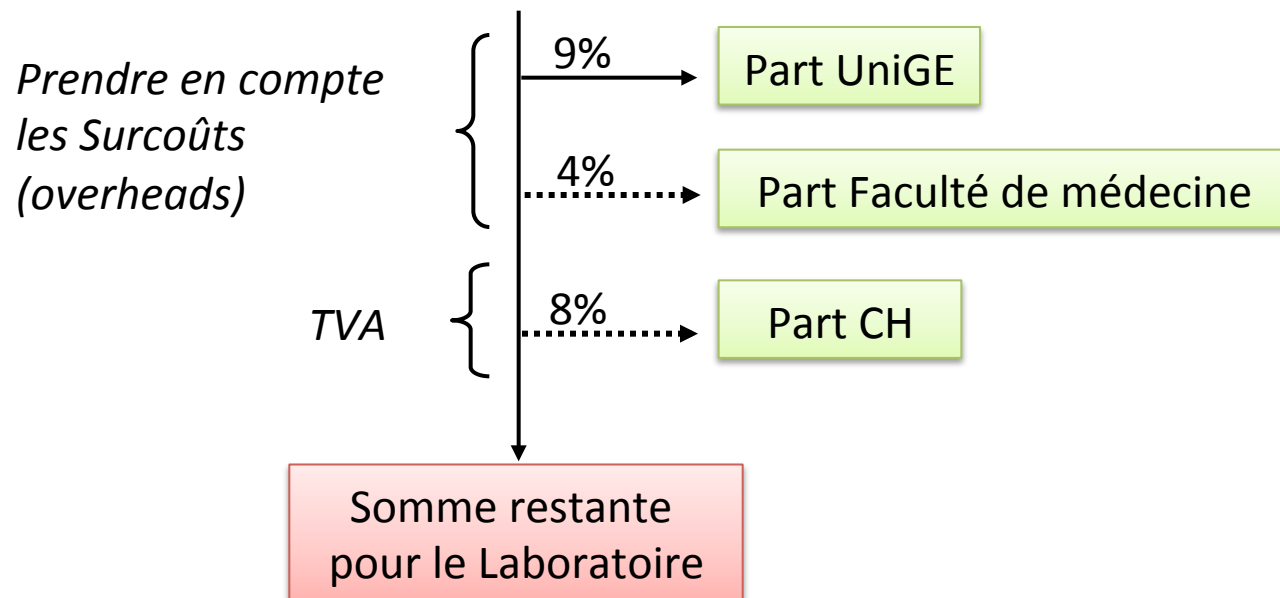 Prendre en compte
les Surcoûts
(overheads)
9%
Part UniGE
4%
Part Faculté de médecine
TVA
8%
Part CH
Somme restante
pour le Laboratoire